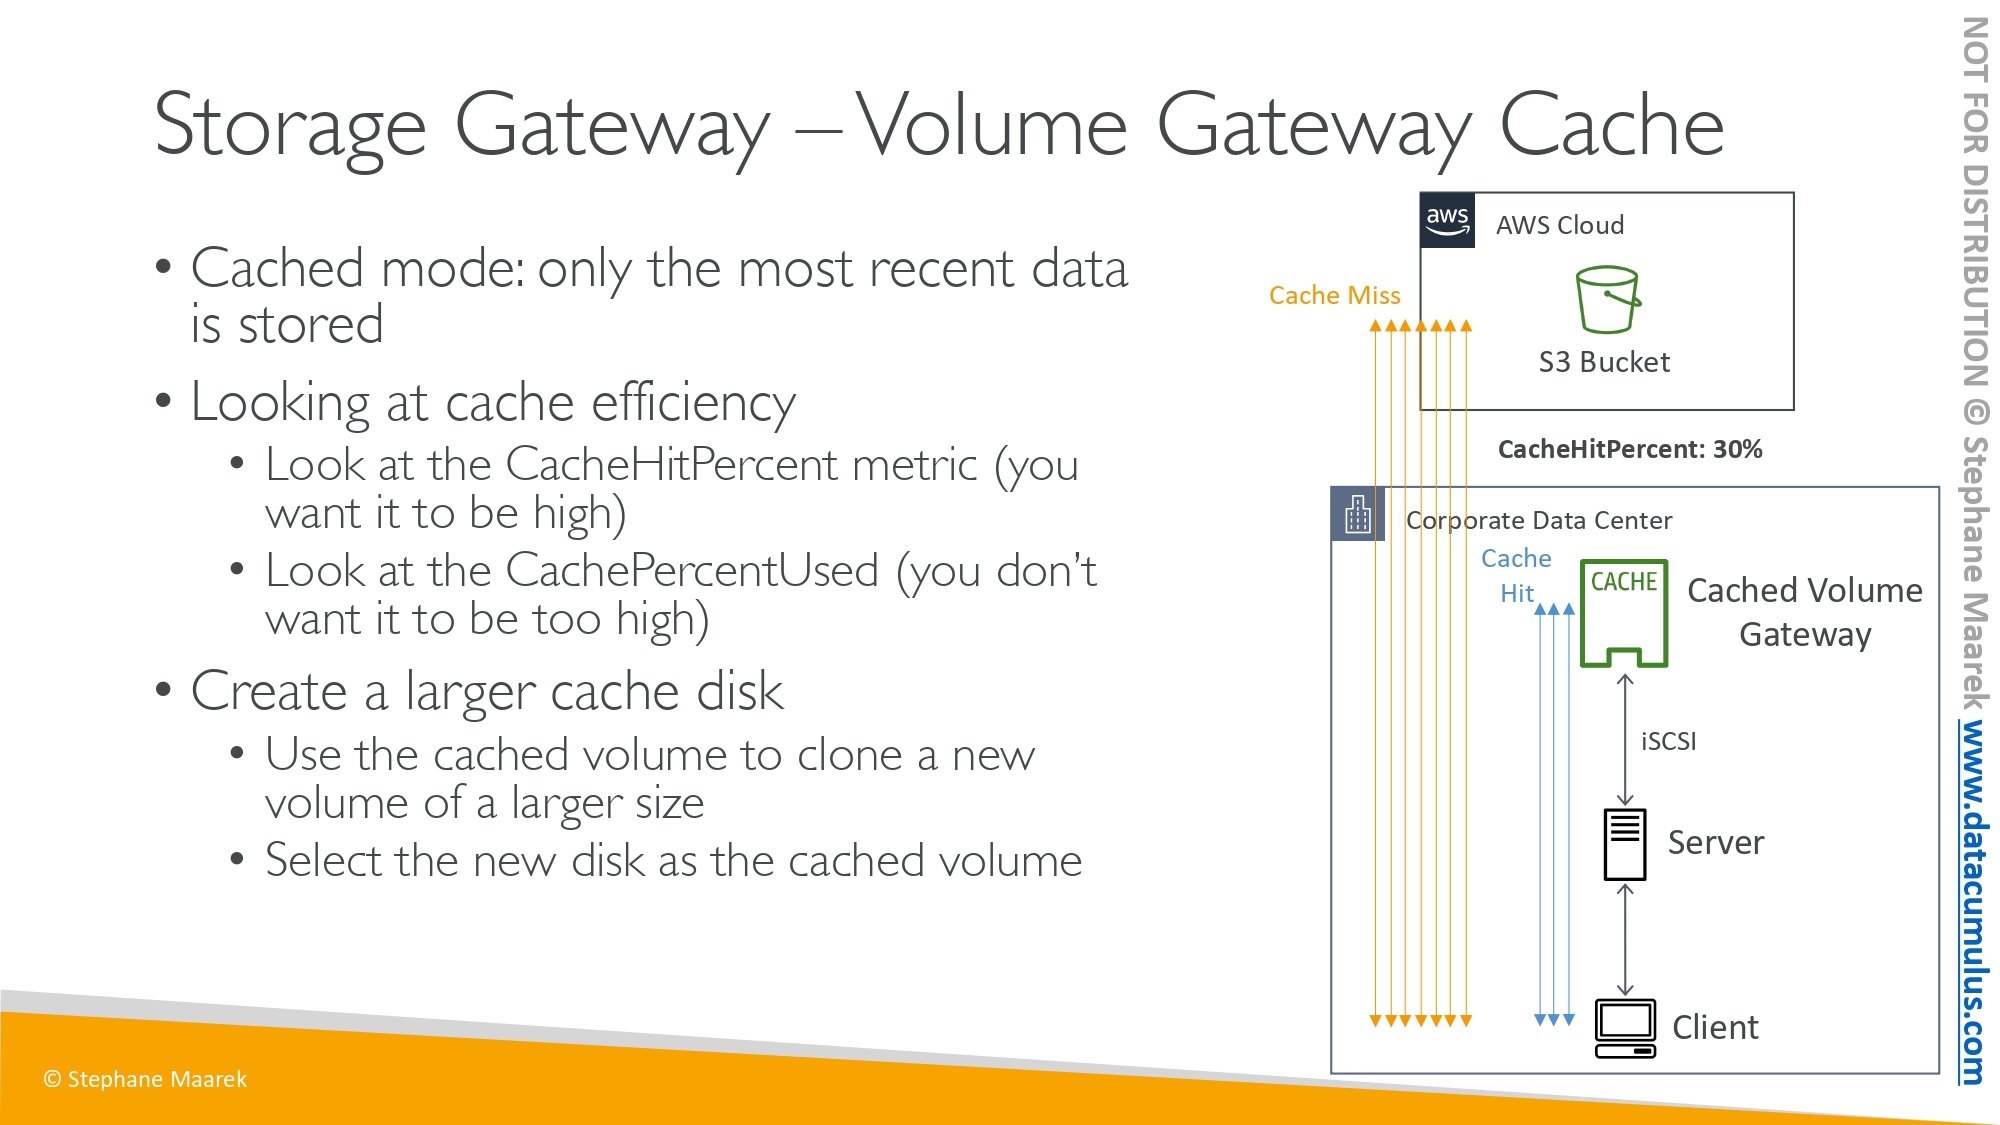 Storage Gateway – Volume Gateway Cache
• Cached mode: only the most recent data
is stored
• Looking at cache efficiency
• Look at the CacheHitPercent metric (you
want it to be high)
• Look at the CachePercentUsed (you don’t
want it to be too high)
• Create a larger cache disk
• Use the cached volume to clone a new
volume of a larger size
• Select the new disk as the cached volume
aws
AWS Cloud
Cache Miss
S3 Bucket
CacheHitPercent: 30%
Corporate Data Center
Cache
Hit
CACHE
Cached Volume
Gateway
iSCSI
Server
Client
© Stephane Maarek
NOT FOR DISTRIBUTION © Stephane Maarek www.datacumulus.com